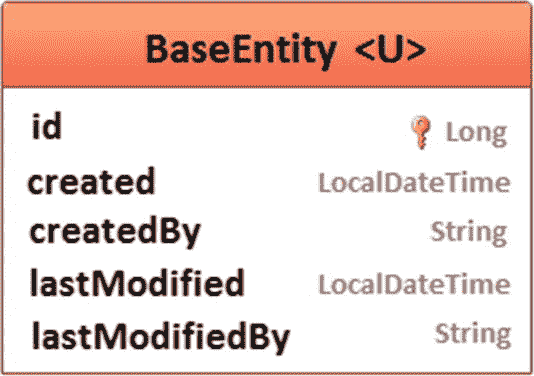 BaseEntity <U>
id Long
created LocalDateTime
createdBy String
lastModified LocalDateTime
lastModifiedBy String